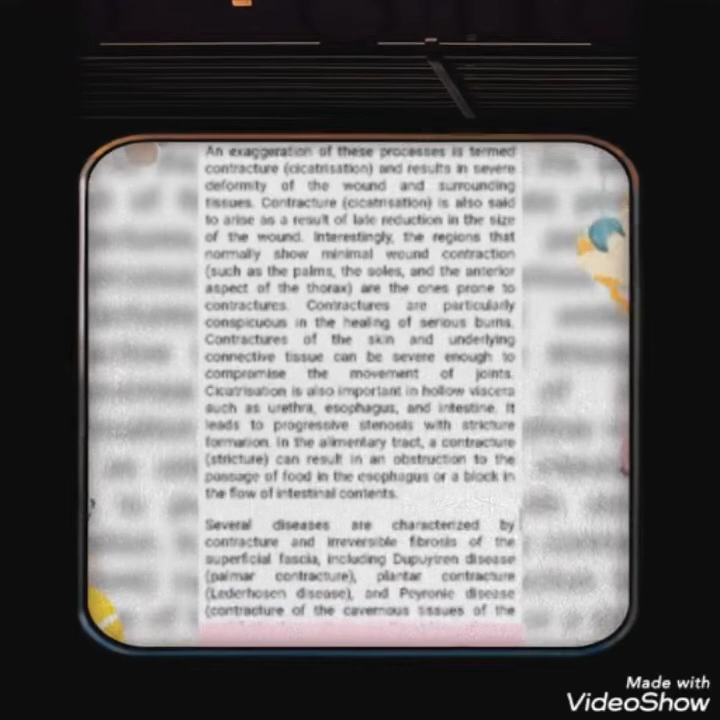 An exaggeration of these processes is termed
contracture (cicatrisation) and results in severe
deformity of the wound and surrounding
tissues. Contracture (cicatrisation) is also said
to arise as a result of late reduction in the size
of the wound. Interestingly, the regions that
normally show minimal wound contraction
(such as the palms, the soles, and the anterior
aspect of the thorax) are the ones prone to
contractures. Contractures are particularly
conspicuous in the healing of serious burns.
Contractures of the skin and underlying
connective tissue can be severe enough to
compromise the movement of joints.
Cicatrisation is also important in hollow viscera
such as urethra, esophagus, and intestine. It
leads to progressive stenosis with stricture
formation. In the alimentary tract, a contracture
(stricture) can result in an obstruction to the
passage of food in the esophagus or a block in
the flow of intestinal contents.
Several diseases are characterized by
contracture and irreversible fibrosis of the
superficial fascia, including Dupuytren disease
(palmar contracture), plantar contracture
(Lederhosen disease), and Peyronie disease
(contracture of the cavernous tissues of the
Made with
VideoShow